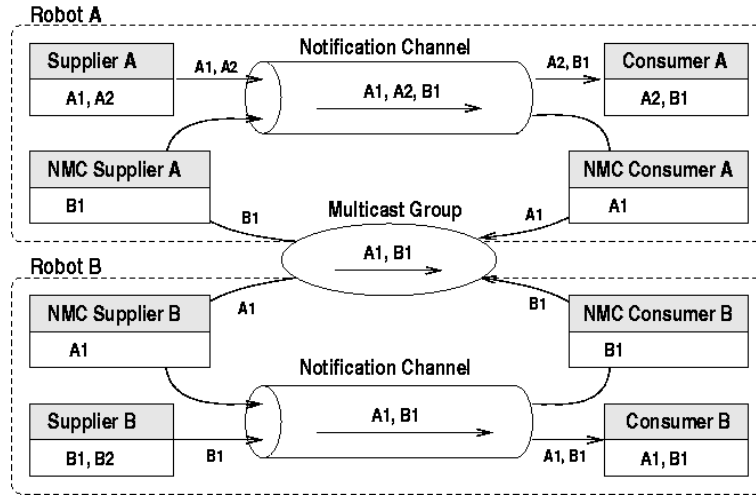 Robot A
Notification Channel
Supplier A
A1, A2
A1, A2
A1, A2, B1
A2, B1
Consumer A
A2, B1
NMC Supplier A
B1
NMC Consumer A
A1
B1
Multicast Group
A1
A1, B1
Robot B
NMC Supplier B
A1
A1
B1
NMC Consumer B
B1
Notification Channel
Supplier B
B1, B2
B1
A1, B1
A1, B1
Consumer B
A1, B1